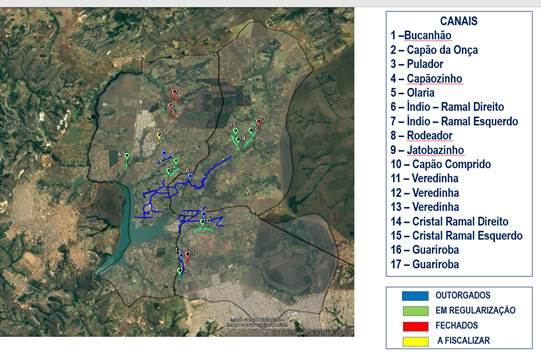 CANAIS
1 –Bucanhão
2 – Capão da Onça
3 – Pulador
4 – Capãozinho
5 – Olaria
6 – Índio – Ramal Direito
7 – Índio – Ramal Esquerdo
8 – Rodeador
9 – Jatobazinho
10 – Capão Comprido
11 – Veredinha
12 – Veredinha
13 – Veredinha
14 – Cristal Ramal Direito
15 – Cristal Ramal Esquerdo
16 – Guariroba
17 – Guariroba
OUTORGADOS
EM REGULARIZAÇÃO
FECHADOS
A FISCALIZAR